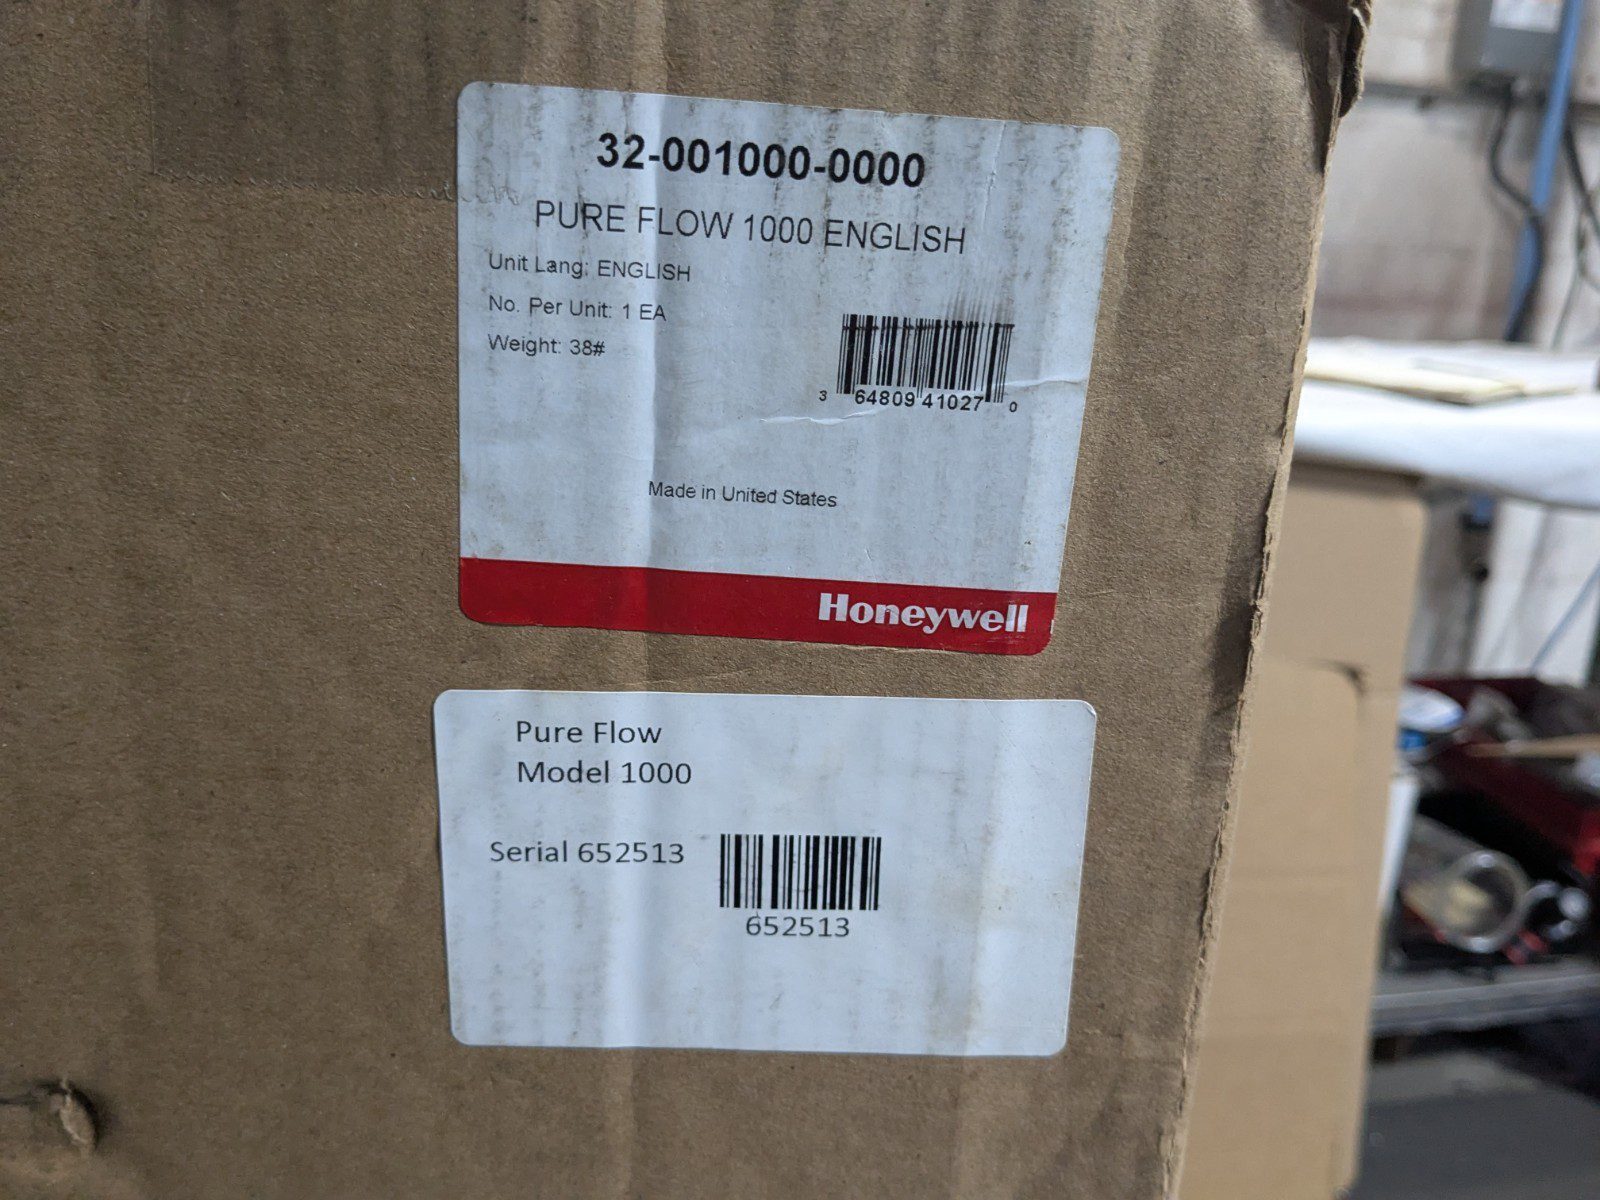 32-001000-0000
PURE FLOW 1000 ENGLISH
Unit Lang: ENGLISH
No. Per Unit: 1 EA
Weight: 38#
3 64809 41027 0
Made in United States
Honeywell
Pure Flow
Model 1000
Serial 652513
652513